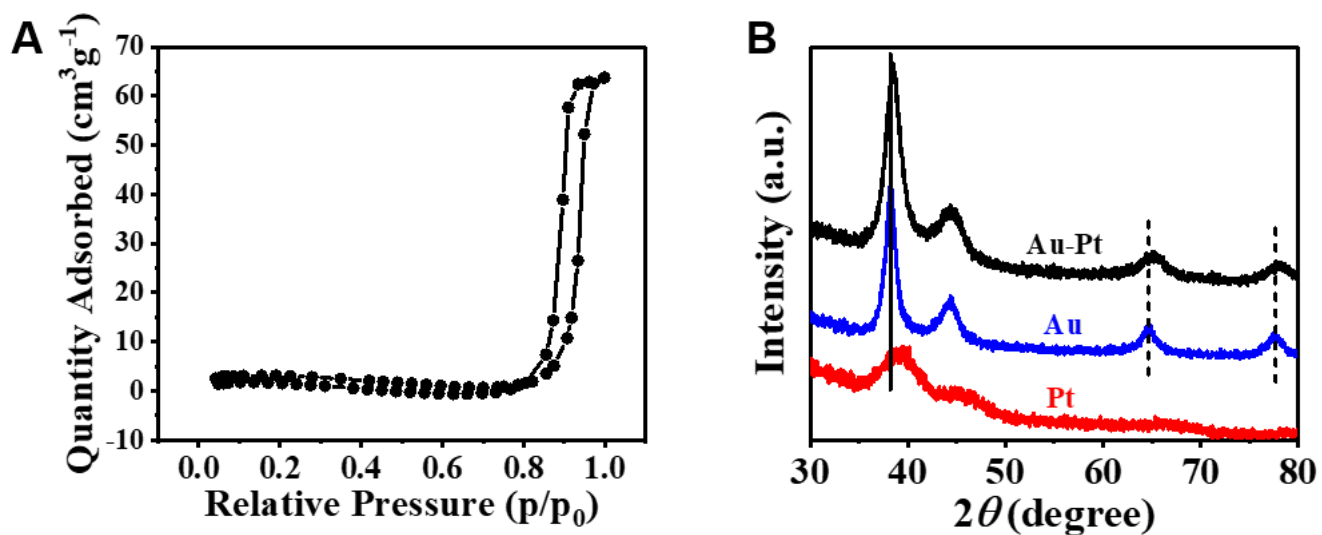 A
Quantity Adsorbed (cm³g⁻¹)
70
60
50
40
30
20
10
0
-10
0.0 0.2 0.4 0.6 0.8 1.0
Relative Pressure (p/p₀)
B
Intensity (a.u.)
Au-Pt
Au
Pt
30 40 50 60 70 80
2θ (degree)